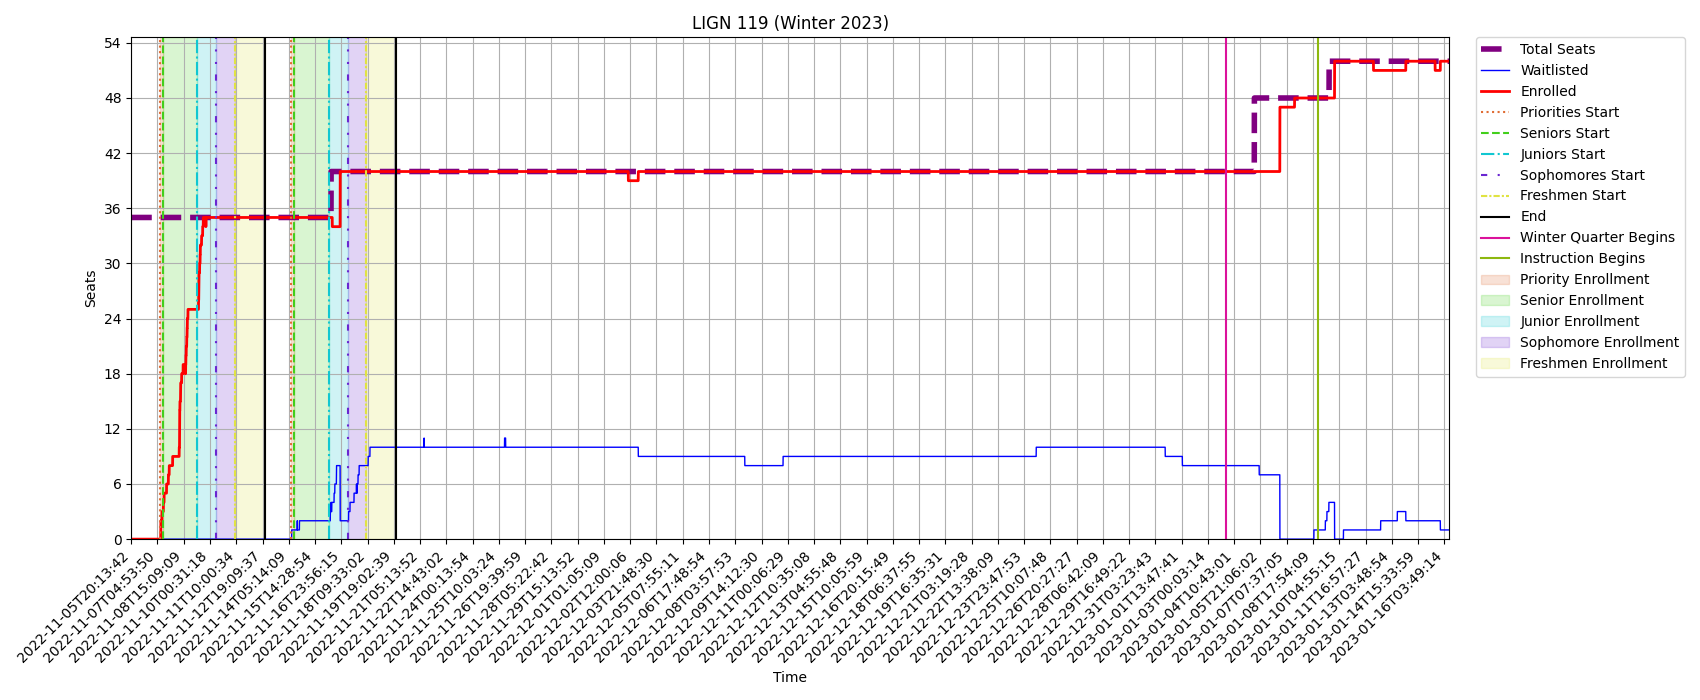 LIGN 119 (Winter 2023)
54
48
42
36
30
24
18
12
6
0
Seats
2022-11-05T20:13:42
2022-11-07T04:53:50
2022-11-08T15:09:09
2022-11-10T00:31:18
2022-11-11T10:00:34
2022-11-12T19:09:37
2022-11-14T05:14:09
2022-11-15T14:28:54
2022-11-16T23:56:15
2022-11-18T09:33:02
2022-11-19T19:02:39
2022-11-21T05:13:52
2022-11-22T14:43:02
2022-11-24T00:13:54
2022-11-25T10:03:24
2022-11-26T19:39:59
2022-11-28T05:22:42
2022-11-29T15:13:52
2022-12-01T01:05:09
2022-12-02T12:00:06
2022-12-03T21:48:30
2022-12-05T07:55:11
2022-12-06T17:48:54
2022-12-08T03:57:53
2022-12-09T14:12:30
2022-12-11T00:06:29
2022-12-12T10:35:08
2022-12-13T04:55:48
2022-12-15T10:05:59
2022-12-16T20:15:49
2022-12-18T06:37:55
2022-12-19T16:35:31
2022-12-21T03:19:28
2022-12-22T13:38:09
2022-12-23T23:47:53
2022-12-25T10:07:48
2022-12-26T20:27:27
2022-12-28T06:42:09
2022-12-29T16:49:22
2022-12-31T03:23:43
2023-01-01T13:47:41
2023-01-03T00:03:14
2023-01-04T10:43:01
2023-01-05T21:06:02
2023-01-07T07:37:05
2023-01-08T17:54:09
2023-01-10T04:55:15
2023-01-11T16:57:27
2023-01-13T03:48:54
2023-01-14T15:33:59
2023-01-16T03:49:14
Time
Total Seats
Waitlisted
Enrolled
Priorities Start
Seniors Start
Juniors Start
Sophomores Start
Freshmen Start
End
Winter Quarter Begins
Instruction Begins
Priority Enrollment
Senior Enrollment
Junior Enrollment
Sophomore Enrollment
Freshmen Enrollment